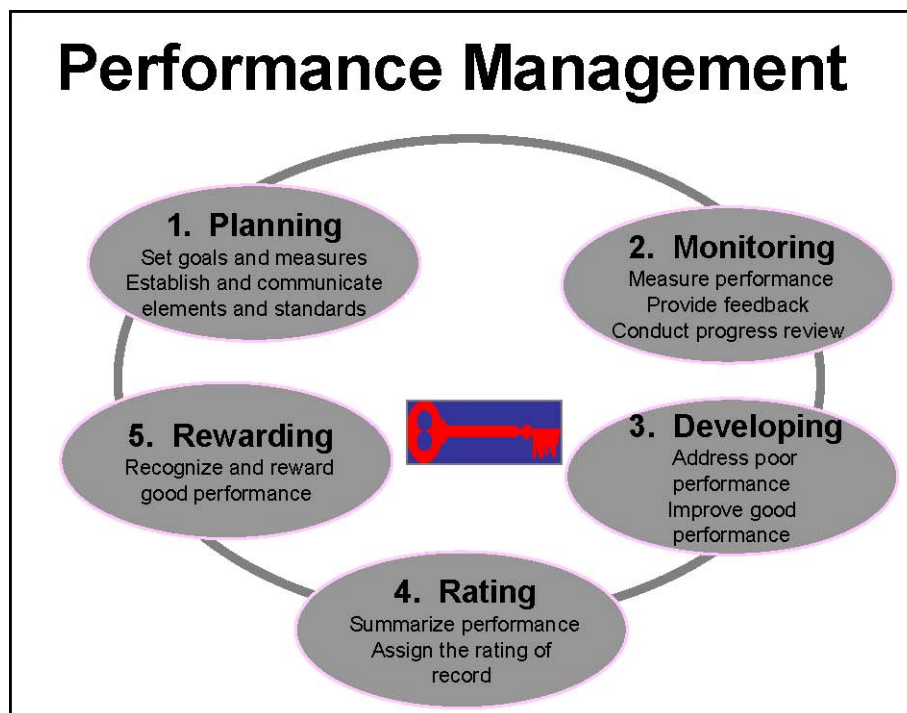 Performance Management
1. Planning
Set goals and measures
Establish and communicate
elements and standards
2. Monitoring
Measure performance
Provide feedback
Conduct progress review
3. Developing
Address poor
performance
Improve good
performance
4. Rating
Summarize performance
Assign the rating of
record
5. Rewarding
Recognize and reward
good performance